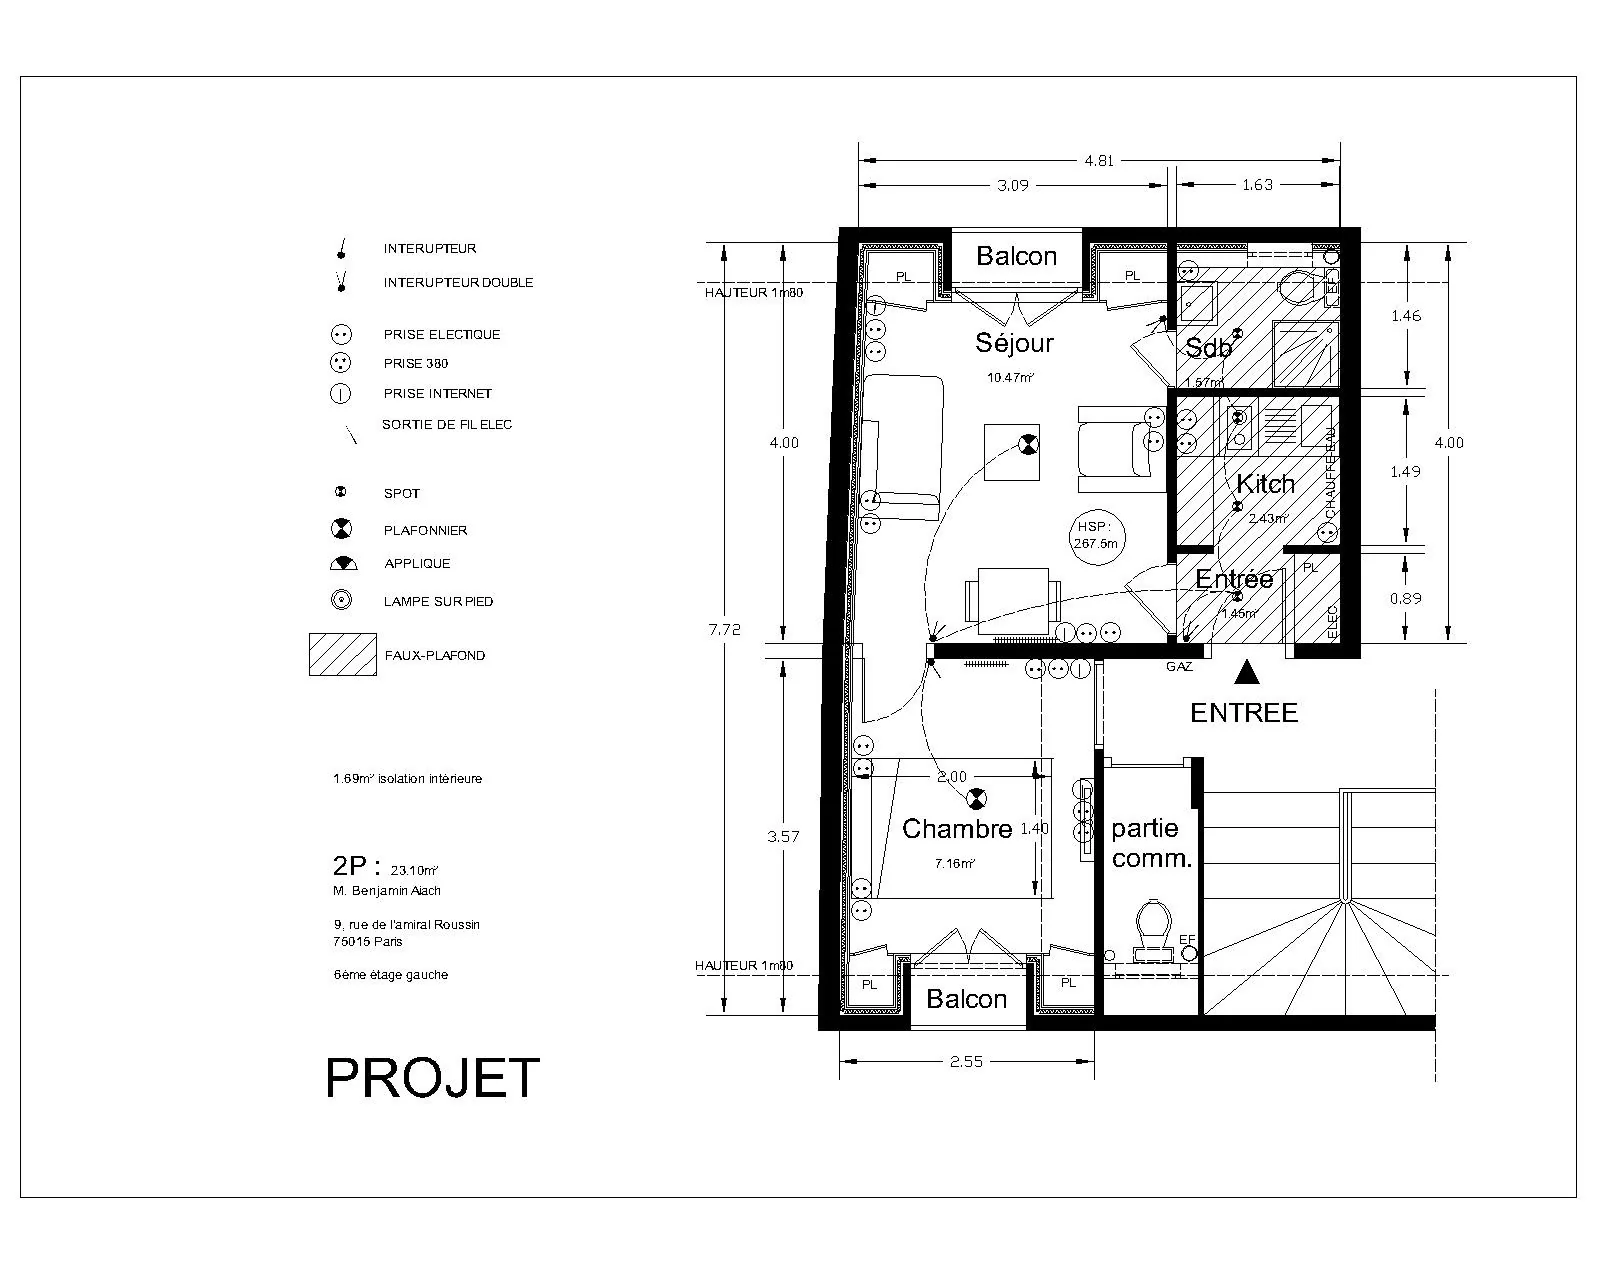 INTERUPTEUR
INTERUPTEUR DOUBLE
PRISE ELECTIQUE
PRISE 380
PRISE INTERNET
SORTIE DE FIL ELEC
SPOT
PLAFONNIER
APPLIQUE
LAMPE SUR PIED
FAUX-PLAFOND
1.69m² isolation intérieure
2P : 23.10m²
M. Benjamin Aiach
9, rue de l'amiral Roussin
75015 Paris
6ème étage gauche
PROJET
4.81
3.09
1.63
Balcon
PL
PL
EF
HAUTEUR 1m80
1.46
Séjour
10.47m²
Sdb
1.57m²
4.00
4.00
CHAUFFE-EAU
1.49
Kitch
2.43m²
HSP :
267.5m
PL
Entrée
1.45m²
ELEC
0.89
7.72
GAZ
ENTREE
2.00
3.57
Chambre
1.40
7.16m²
partie
comm.
EF
HAUTEUR 1m80
PL
PL
Balcon
2.55